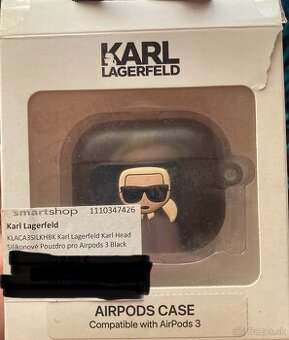 KARL
LAGERFELD
smartshop 1110347426
Karl Lagerfeld
KLACA3SILKHBK Karl Lagerfeld Karl Head
Silikonové Pouzdro pro Airpods 3 Black
AIRPODS CASE
Compatible with AirPods 3